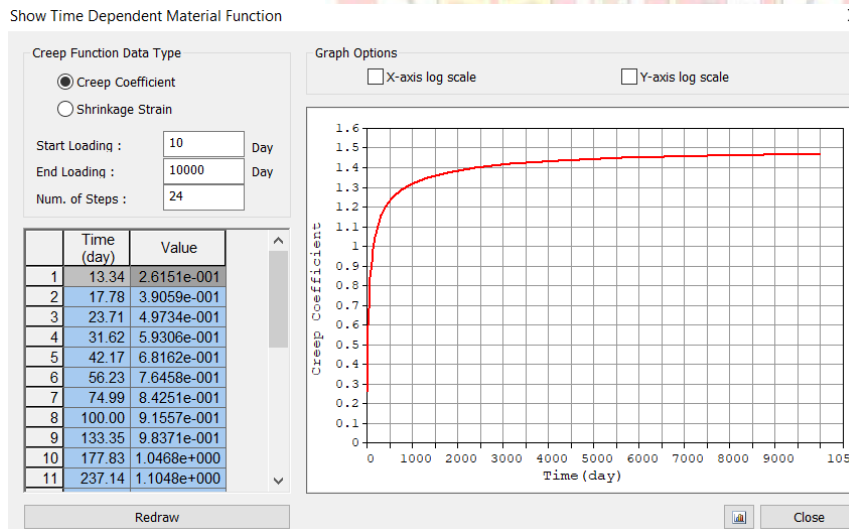 Show Time Dependent Material Function
Creep Function Data Type
Creep Coefficient
Shrinkage Strain
Start Loading : 10 Day
End Loading : 10000 Day
Num. of Steps : 24
Time (day) Value
1 13.34 2.6151e-001
2 17.78 3.9059e-001
3 23.71 4.9734e-001
4 31.62 5.9306e-001
5 42.17 6.8162e-001
6 56.23 7.6458e-001
7 74.99 8.4251e-001
8 100.00 9.1557e-001
9 133.35 9.8371e-001
10 177.83 1.0468e+000
11 237.14 1.1048e+000
Redraw
Graph Options
X-axis log scale Y-axis log scale
1.6
1.5
1.4
1.3
1.2
1.1
1
0.9
0.8
0.7
0.6
0.5
0.4
0.3
0.2
0.1
0
Creep Coefficient
0 1000 2000 3000 4000 5000 6000 7000 8000 9000 105
Time(day)
Close